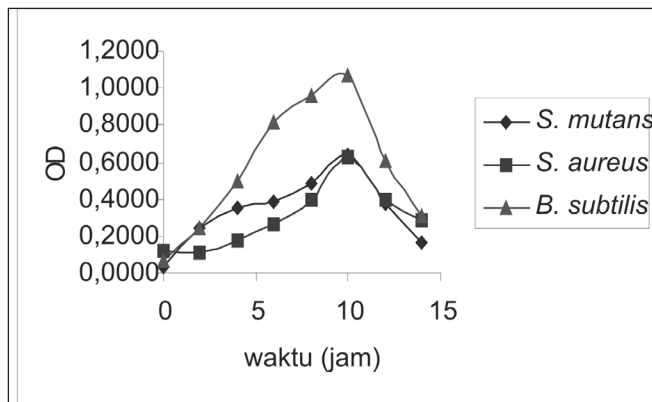 1,2000
1,0000
0,8000
0,6000
0,4000
0,2000
0,0000
OD
0 5 10 15
waktu (jam)
S. mutans
S. aureus
B. subtilis